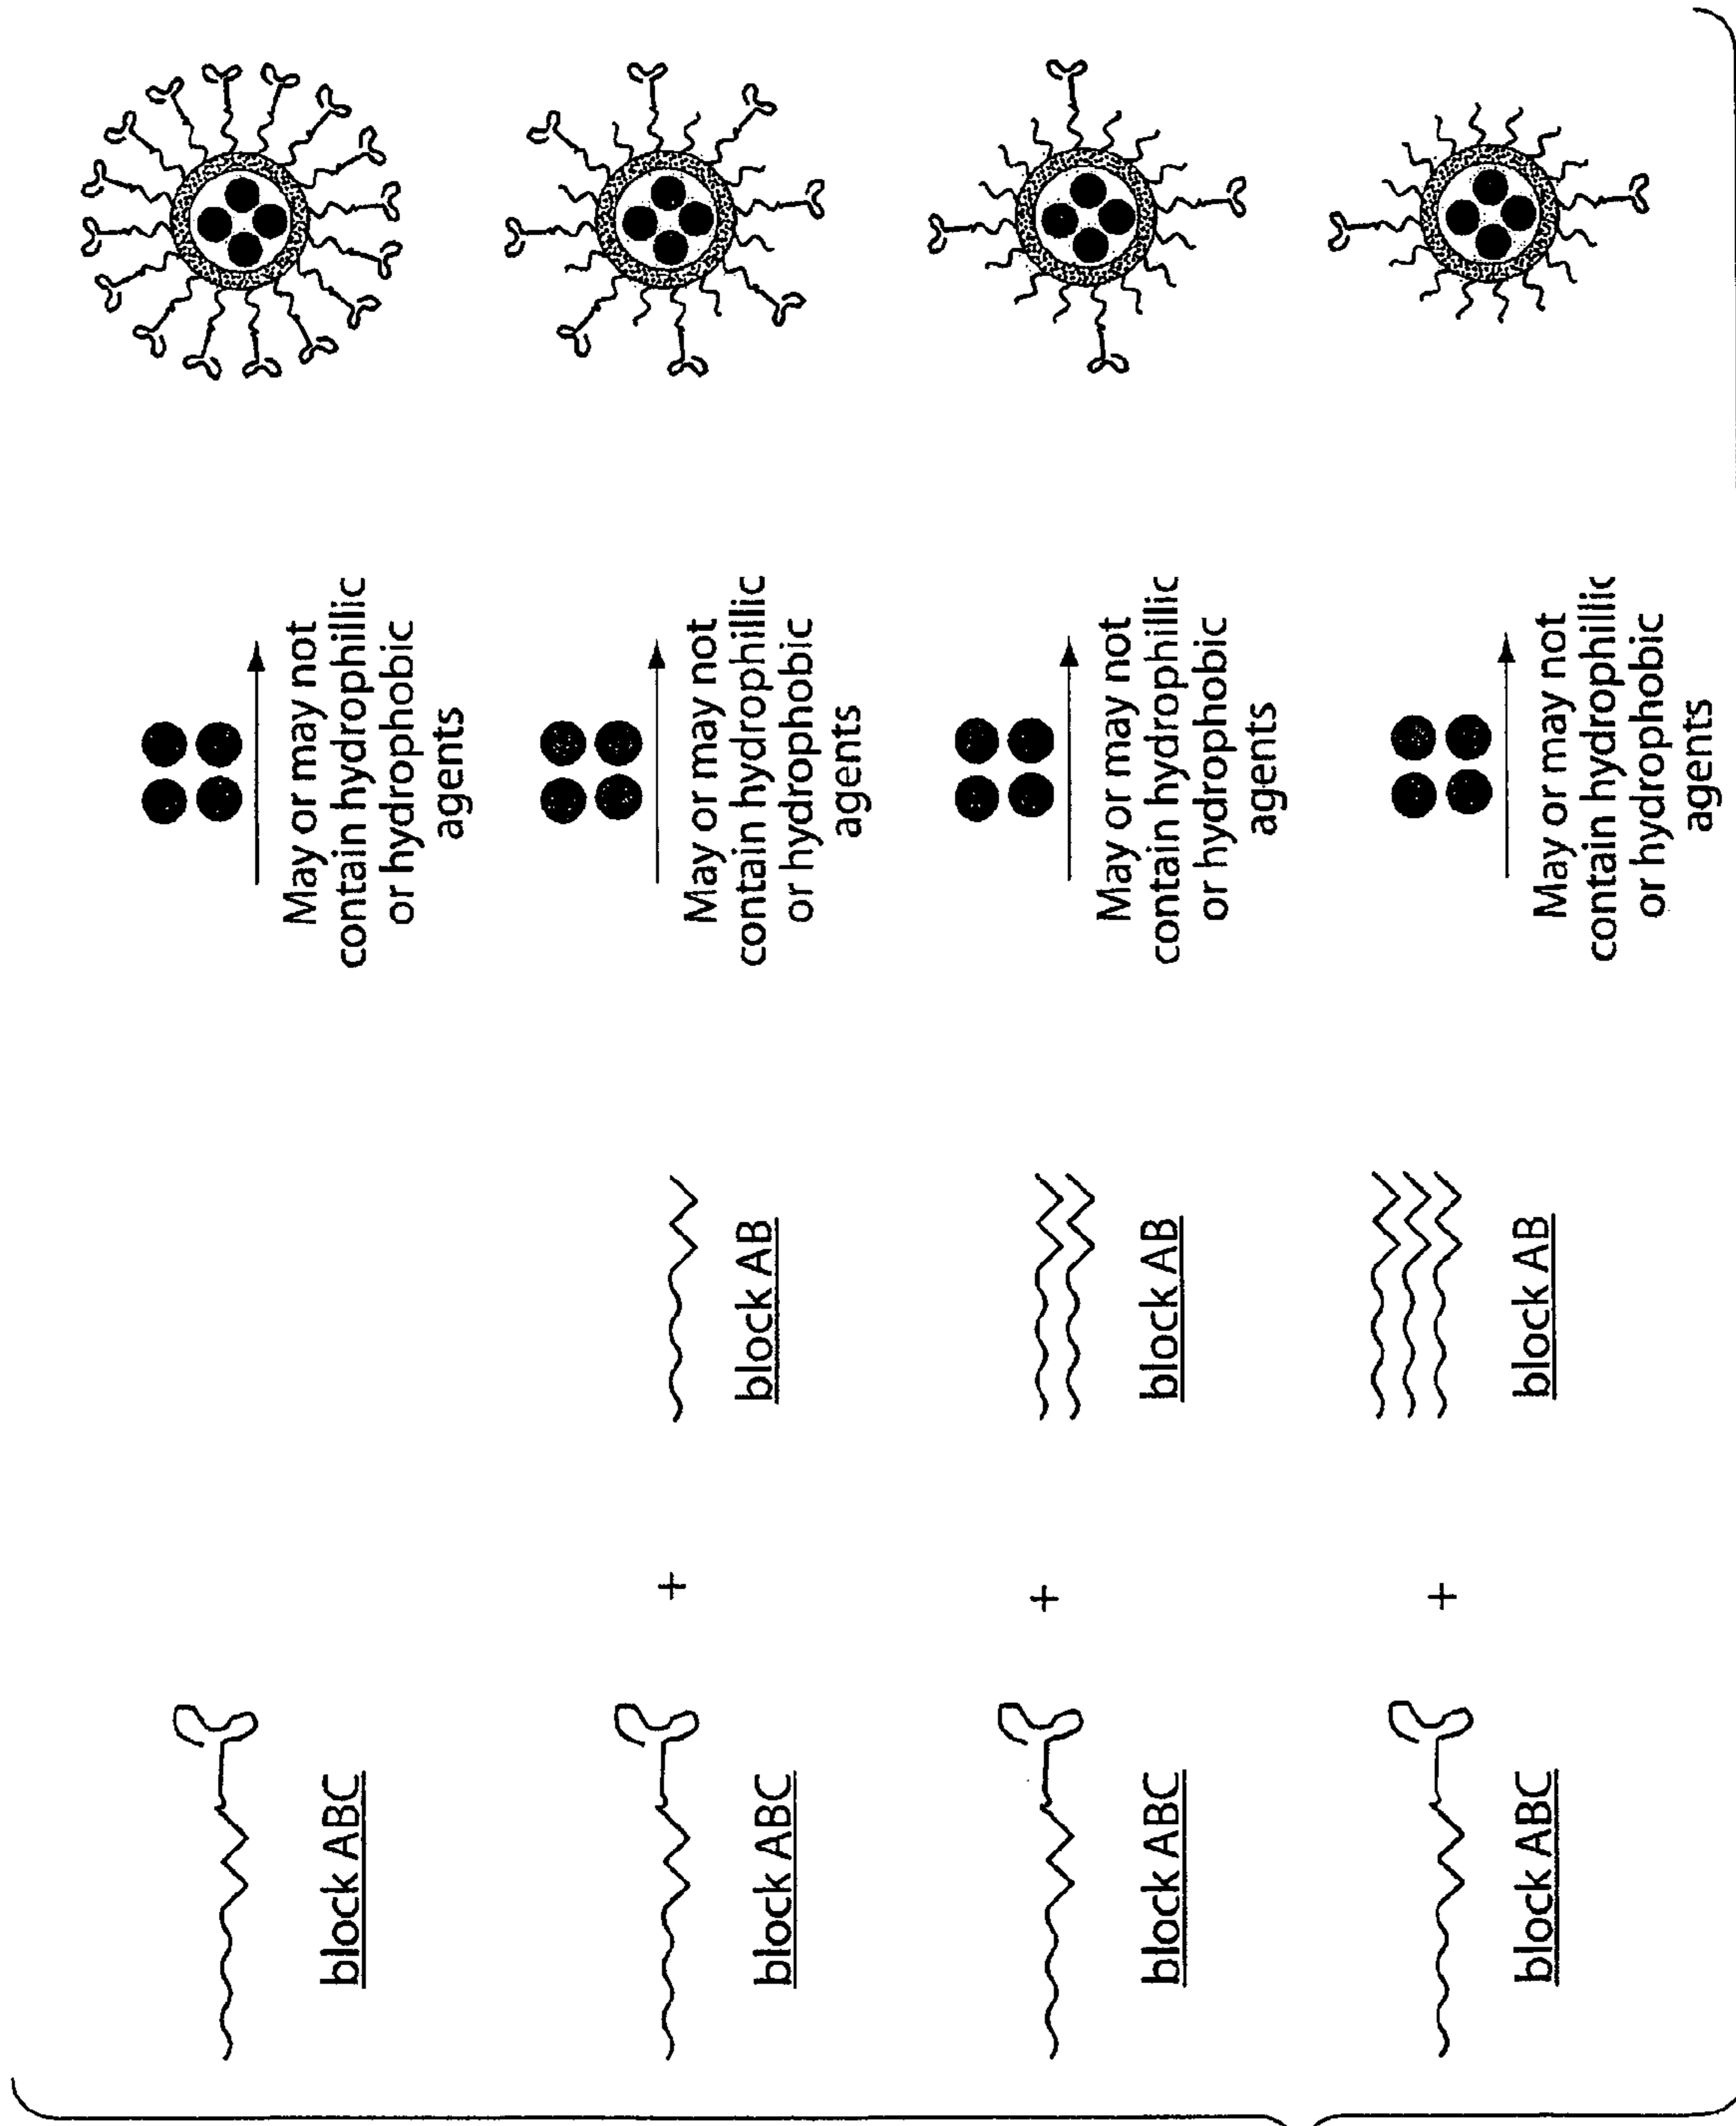 block ABC
May or may not
contain hydrophillic
or hydrophobic
agents
block ABC
+
block AB
May or may not
contain hydrophillic
or hydrophobic
agents
block ABC
+
block AB
May or may not
contain hydrophillic
or hydrophobic
agents
block ABC
+
block AB
May or may not
contain hydrophillic
or hydrophobic
agents